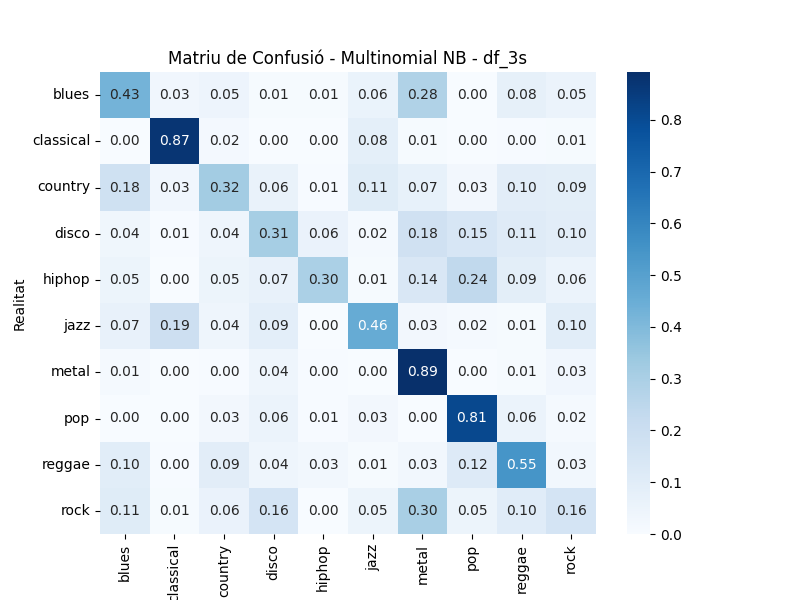 Matriu de Confusió - Multinomial NB - df_3s
blues 0.43 0.03 0.05 0.01 0.01 0.06 0.28 0.00 0.08 0.05
classical 0.00 0.87 0.02 0.00 0.00 0.08 0.01 0.00 0.00 0.01
country 0.18 0.03 0.32 0.06 0.01 0.11 0.07 0.03 0.10 0.09
disco 0.04 0.01 0.04 0.31 0.06 0.02 0.18 0.15 0.11 0.10
hiphop 0.05 0.00 0.05 0.07 0.30 0.01 0.14 0.24 0.09 0.06
jazz 0.07 0.19 0.04 0.09 0.00 0.46 0.03 0.02 0.01 0.10
metal 0.01 0.00 0.00 0.04 0.00 0.00 0.89 0.00 0.01 0.03
pop 0.00 0.00 0.03 0.06 0.01 0.03 0.00 0.81 0.06 0.02
reggae 0.10 0.00 0.09 0.04 0.03 0.01 0.03 0.12 0.55 0.03
rock 0.11 0.01 0.06 0.16 0.00 0.05 0.30 0.05 0.10 0.16
Realitat
blues classical country disco hiphop jazz metal pop reggae rock
0.8
0.7
0.6
0.5
0.4
0.3
0.2
0.1
0.0